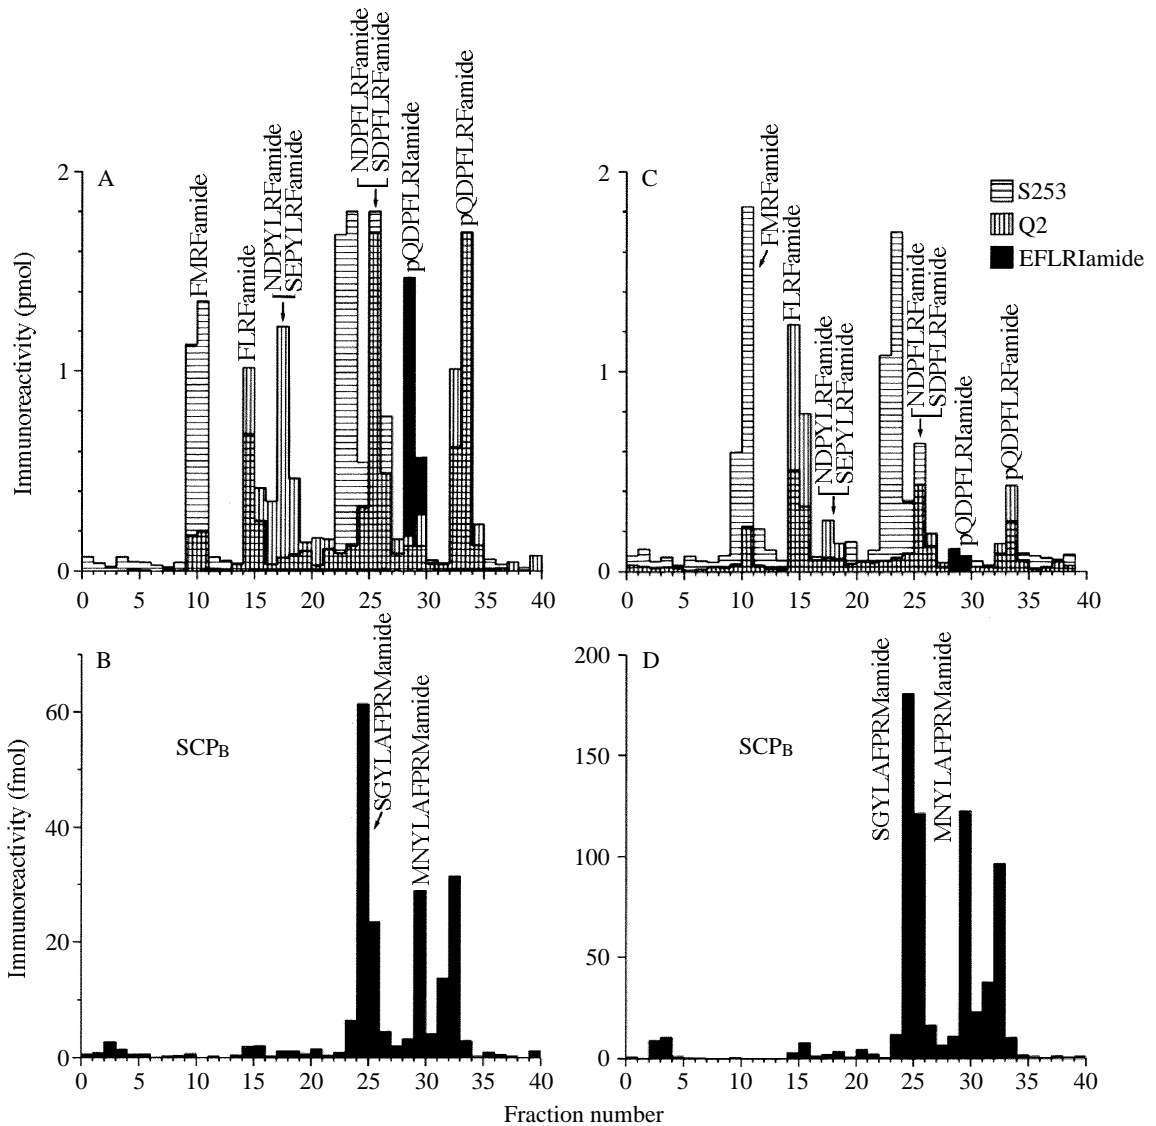 A
Immunoreactivity (pmol)
2
1
0
FMRFamide
FLRFamide
NDPYLRFamide
SEPYLRFamide
NDPFLRFamide
SDPFLRFamide
pQDPFLRIamide
pQDPFLRFamide
0 5 10 15 20 25 30 35 40
C
2
1
0
FMRFamide
FLRFamide
NDPYLRFamide
SEPYLRFamide
NDPFLRFamide
SDPFLRFamide
pQDPFLRIamide
pQDPFLRFamide
S253
Q2
EFLRIamide
0 5 10 15 20 25 30 35 40
B
Immunoreactivity (fmol)
60
40
20
0
SCPB
SGYLAFPRMamide
MNYLAFPRMamide
0 5 10 15 20 25 30 35 40
D
200
150
100
50
0
SCPB
SGYLAFPRMamide
MNYLAFPRMamide
0 5 10 15 20 25 30 35 40
Fraction number